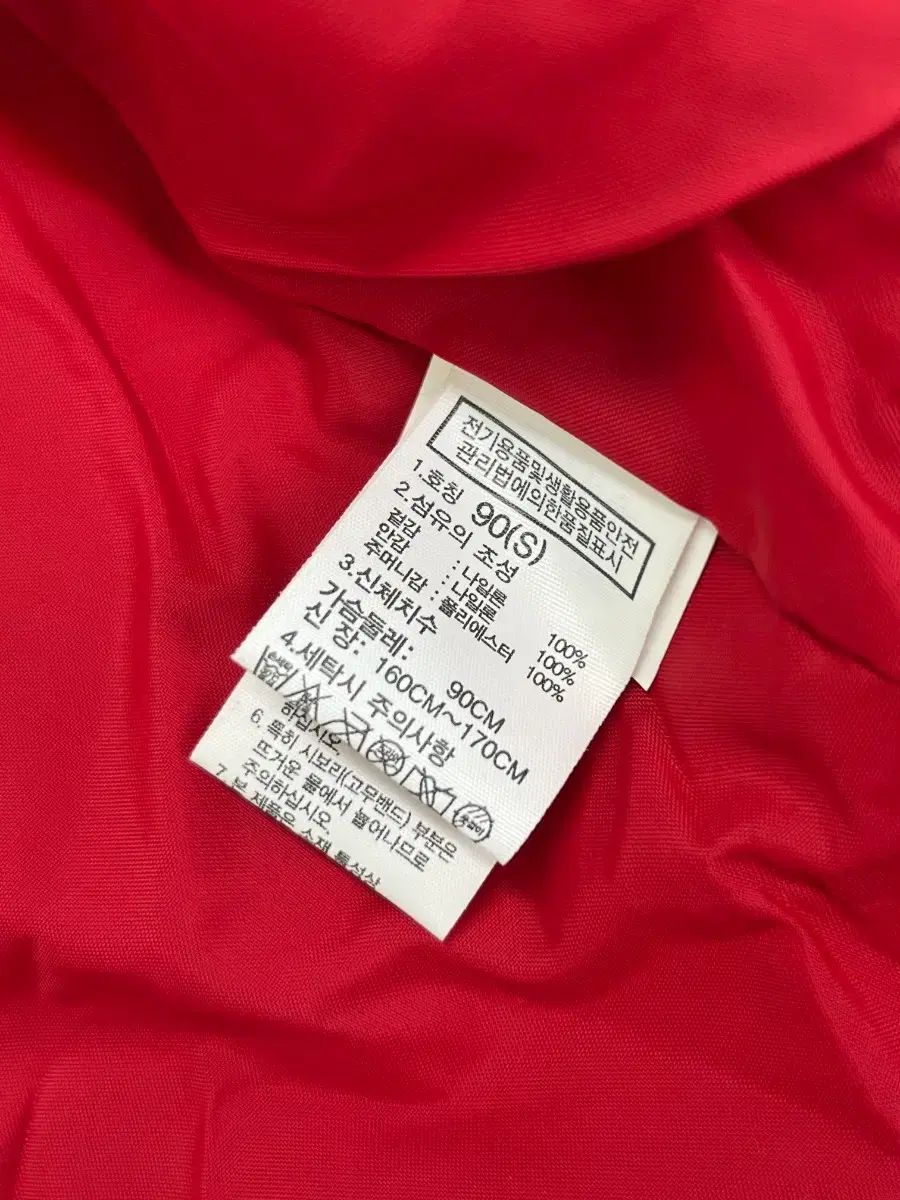 전기용품및생활용품안전
관리법에의한품질표시
1.호칭 90(S)
2.섬유의 조성
겉감 : 나일론 100%
안감 : 나일론 100%
주머니감 : 폴리에스터 100%
3.신체치수
가슴둘레: 90CM
신 장: 160CM~170CM
4.세탁시 주의사항
하십시오.
6. 특히 시보리(고무밴드) 부분은
뜨거운 물에서 늘어나므로
주의하십시오.
7.본 제품은 소재 특성상